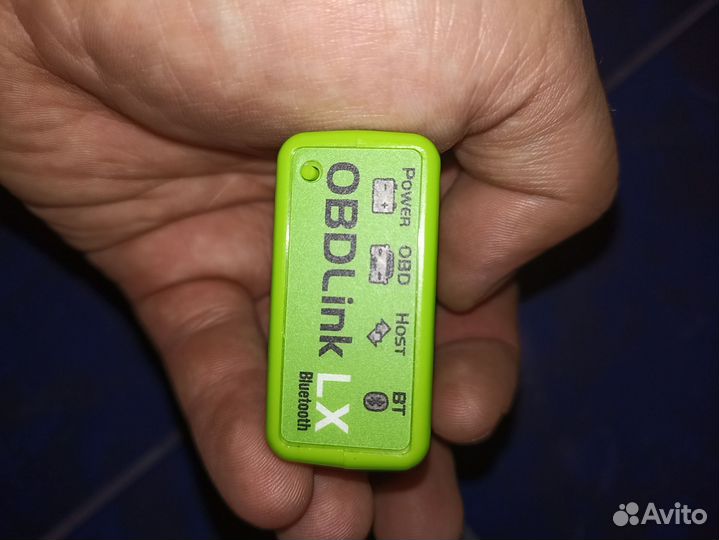 POWER OBD HOST BT
OBDLink LX
Bluetooth
Avito